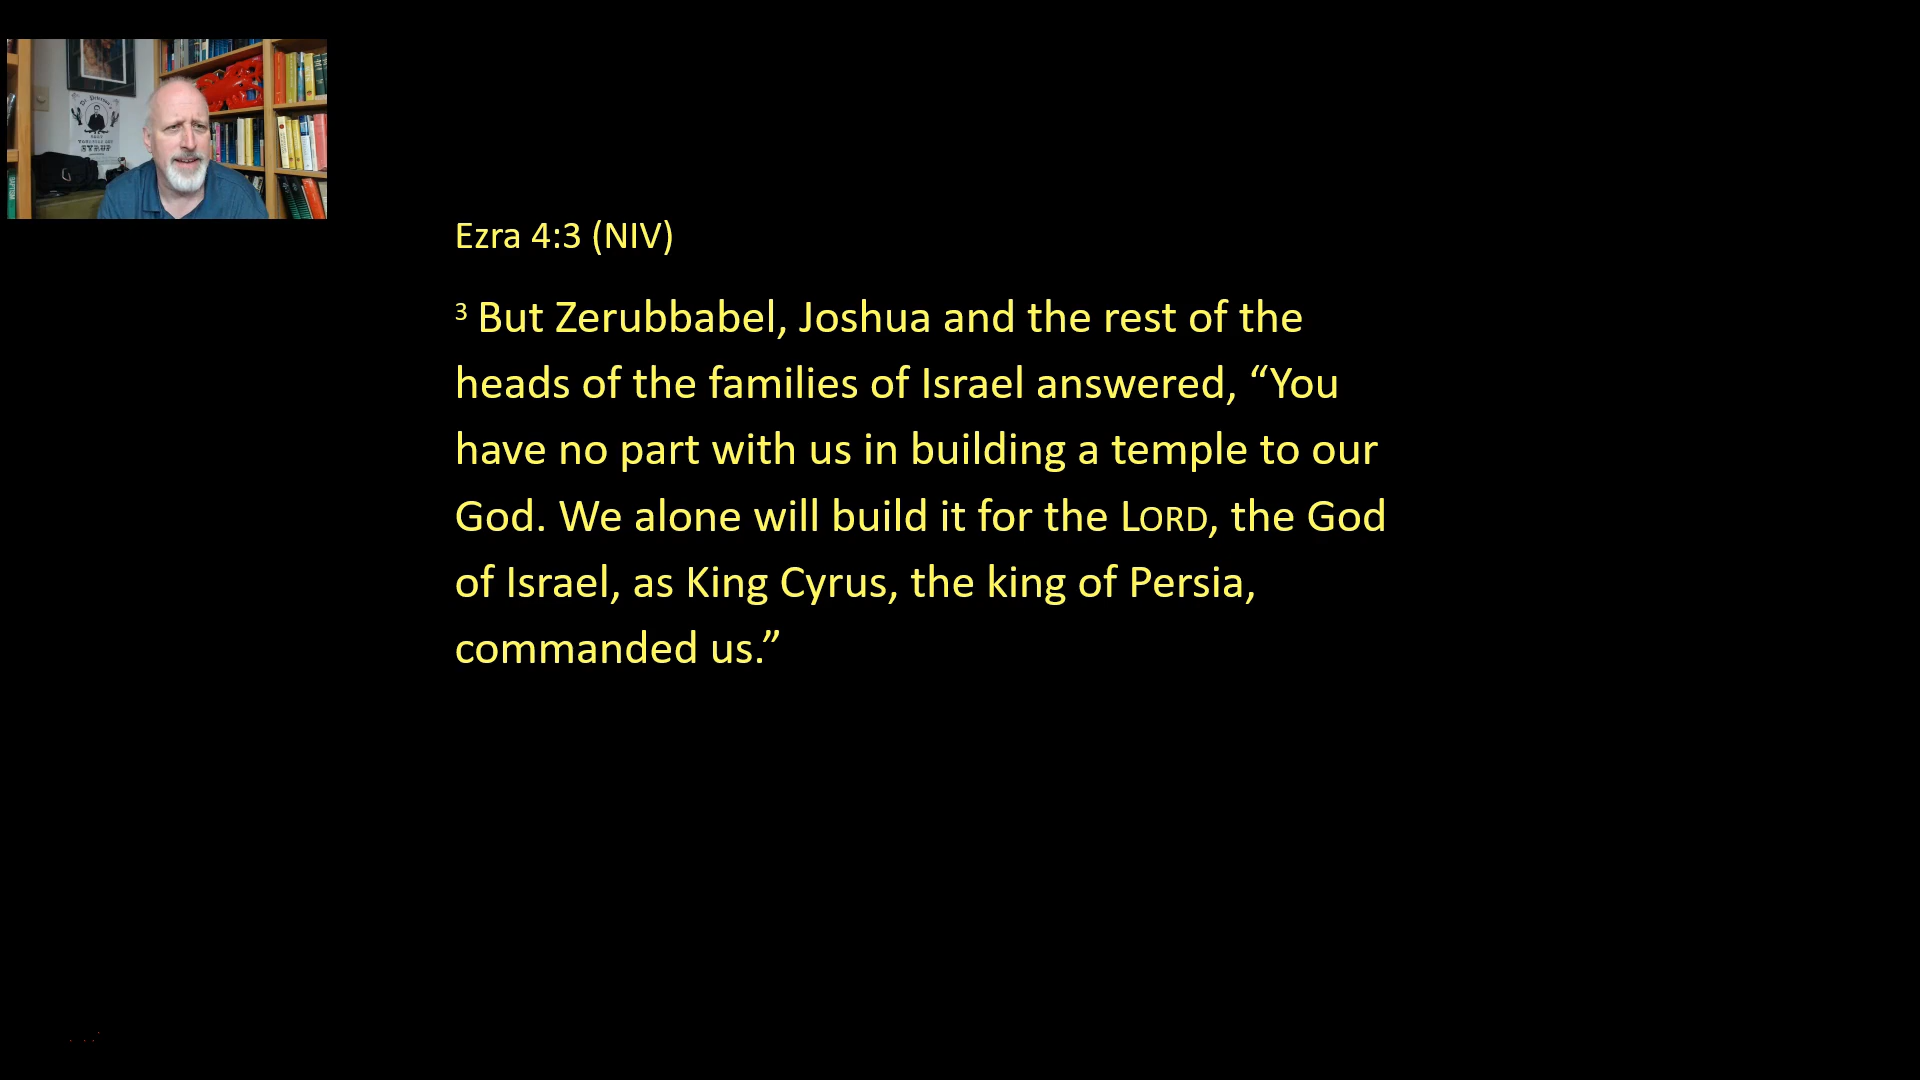 Ezra 4:3 (NIV)
3 But Zerubbabel, Joshua and the rest of the
heads of the families of Israel answered, “You
have no part with us in building a temple to our
God. We alone will build it for the LORD, the God
of Israel, as King Cyrus, the king of Persia,
commanded us.”